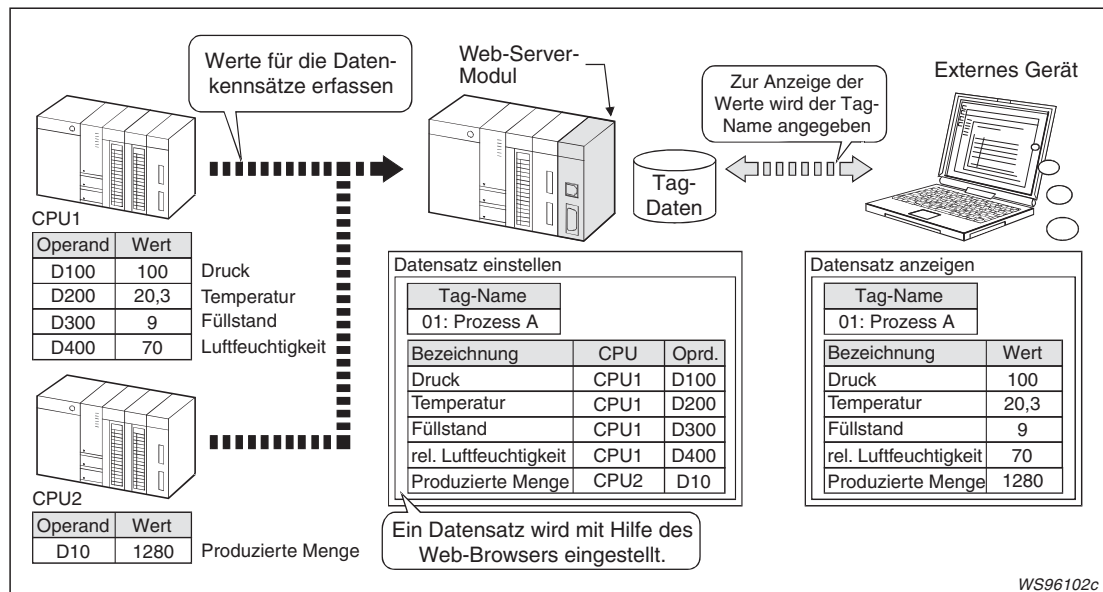 Werte für die Daten-
kennsätze erfassen
Web-Server-
Modul
Zur Anzeige der
Werte wird der Tag-
Name angegeben
Externes Gerät
Tag-
Daten
CPU1
Operand Wert
D100 100 Druck
D200 20,3 Temperatur
D300 9 Füllstand
D400 70 Luftfeuchtigkeit
CPU2
Operand Wert
D10 1280 Produzierte Menge
Datensatz einstellen
Tag-Name
01: Prozess A
Bezeichnung CPU Oprd.
Druck CPU1 D100
Temperatur CPU1 D200
Füllstand CPU1 D300
rel. Luftfeuchtigkeit CPU1 D400
Produzierte Menge CPU2 D10
Ein Datensatz wird mit Hilfe des
Web-Browsers eingestellt.
Datensatz anzeigen
Tag-Name
01: Prozess A
Bezeichnung Wert
Druck 100
Temperatur 20,3
Füllstand 9
rel. Luftfeuchtigkeit 70
Produzierte Menge 1280
WS96102c